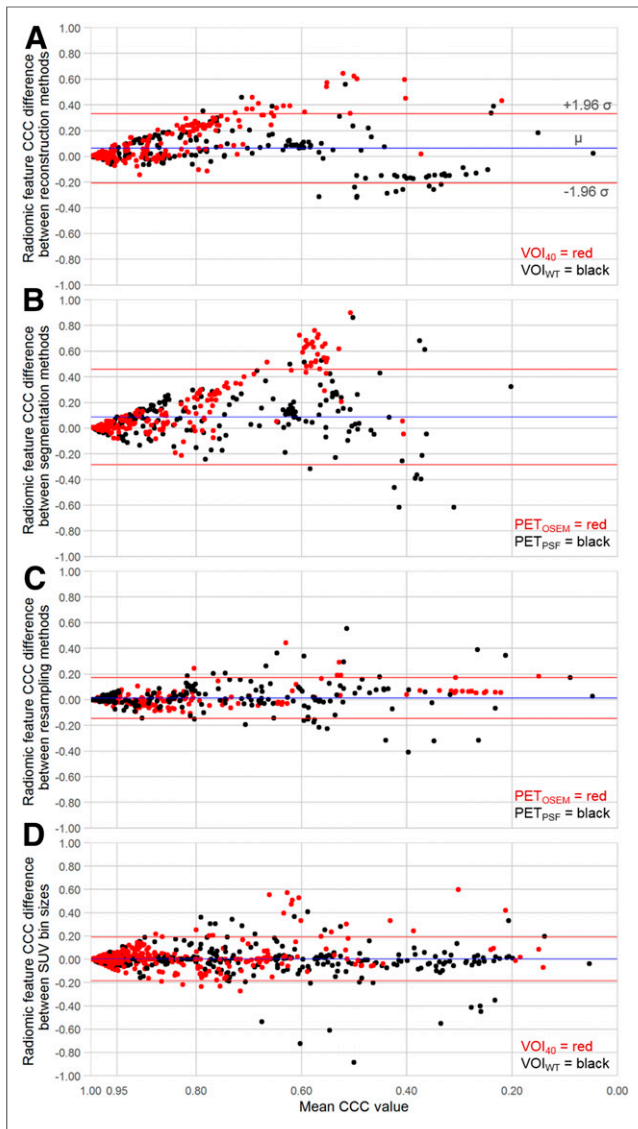 A
Radiomic feature CCC difference
between reconstruction methods
1.00
0.80
0.60
0.40
0.20
0.00
-0.20
-0.40
-0.60
-0.80
-1.00
+1.96 σ
μ
-1.96 σ
VOI40 = red
VOIWT = black
B
Radiomic feature CCC difference
between segmentation methods
1.00
0.80
0.60
0.40
0.20
0.00
-0.20
-0.40
-0.60
-0.80
-1.00
PETOSEM = red
PETPSF = black
C
Radiomic feature CCC difference
between resampling methods
1.00
0.80
0.60
0.40
0.20
0.00
-0.20
-0.40
-0.60
-0.80
-1.00
PETOSEM = red
PETPSF = black
D
Radiomic feature CCC difference
between SUV bin sizes
1.00
0.80
0.60
0.40
0.20
0.00
-0.20
-0.40
-0.60
-0.80
-1.00
VOI40 = red
VOIWT = black
1.00 0.95 0.80 0.60 0.40 0.20 0.00
Mean CCC value